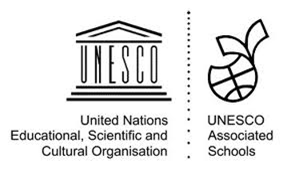 UNESCO
United Nations
Educational, Scientific and
Cultural Organisation
UNESCO
Associated
Schools